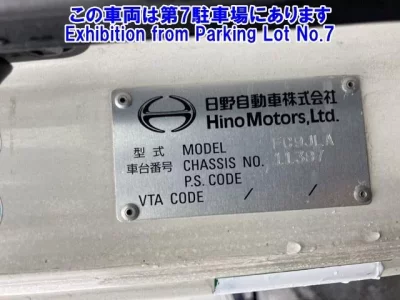 この車両は第7駐車場にあります
Exhibition from Parking Lot No.7
日野自動車株式会社
Hino Motors, Ltd.
型式 MODEL FC9JLA
車台番号 CHASSIS NO. 11387
P.S. CODE
VTA CODE / /